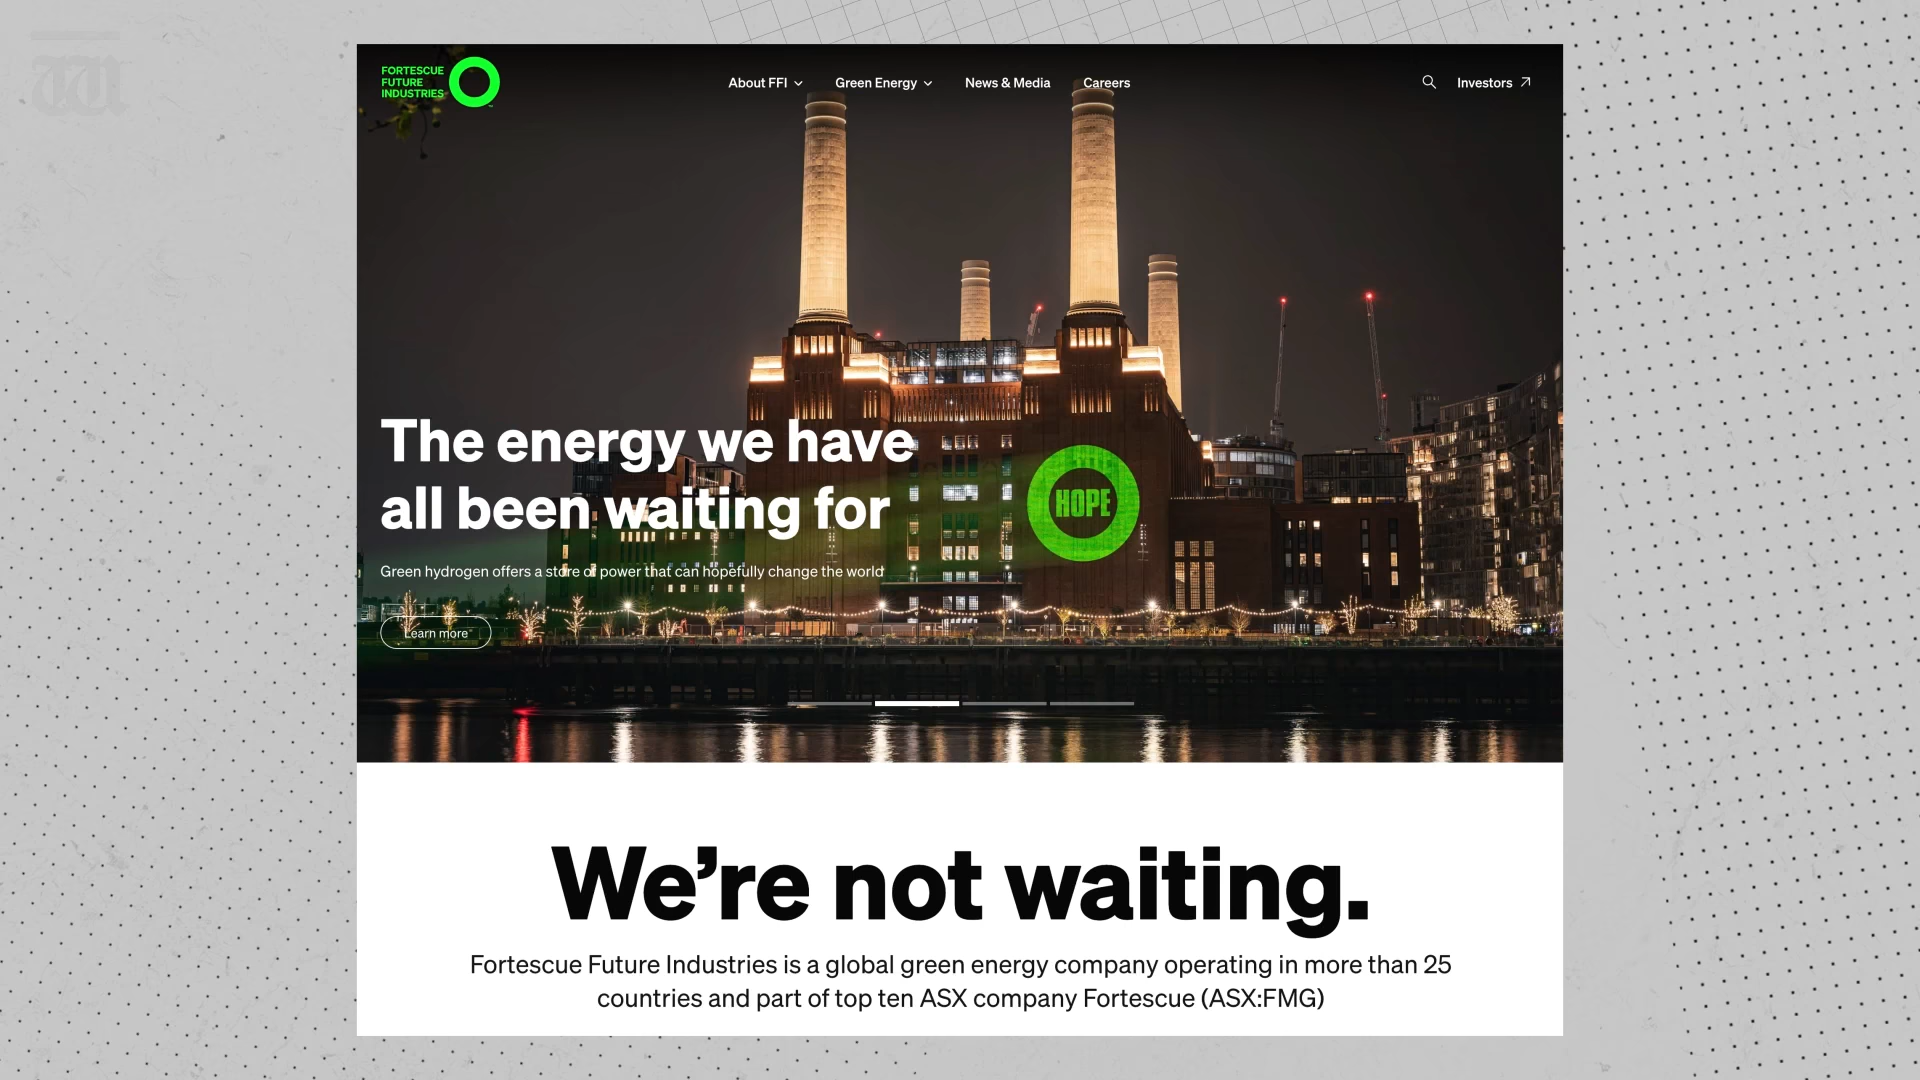 FORTESCUE
FUTURE
INDUSTRIES
About FFI
Green Energy
News & Media
Careers
Investors
The energy we have
all been waiting for
HOPE
Green hydrogen offers a store of power that can hopefully change the world
Learn more
We’re not waiting.
Fortescue Future Industries is a global green energy company operating in more than 25
countries and part of top ten ASX company Fortescue (ASX:FMG)